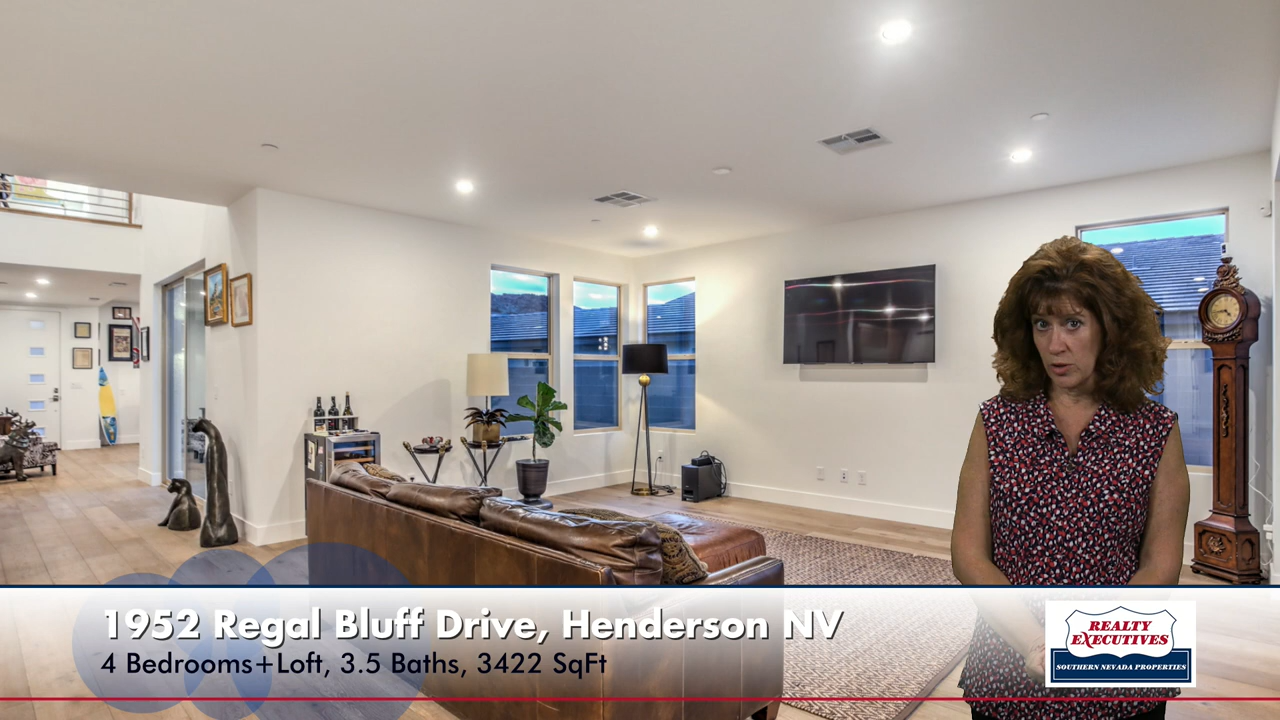 1952 Regal Bluff Drive, Henderson NV
4 Bedrooms+Loft, 3.5 Baths, 3422 SqFt
REALTY
EXECUTIVES
SOUTHERN NEVADA PROPERTIES